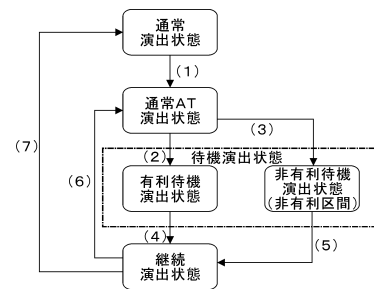 通常
演出状態
(1)
通常AT
演出状態
(7)
(3)
(2)
待機演出状態
(6)
有利待機
演出状態
非有利待機
演出状態
(非有利区間)
(4)
(5)
継続
演出状態